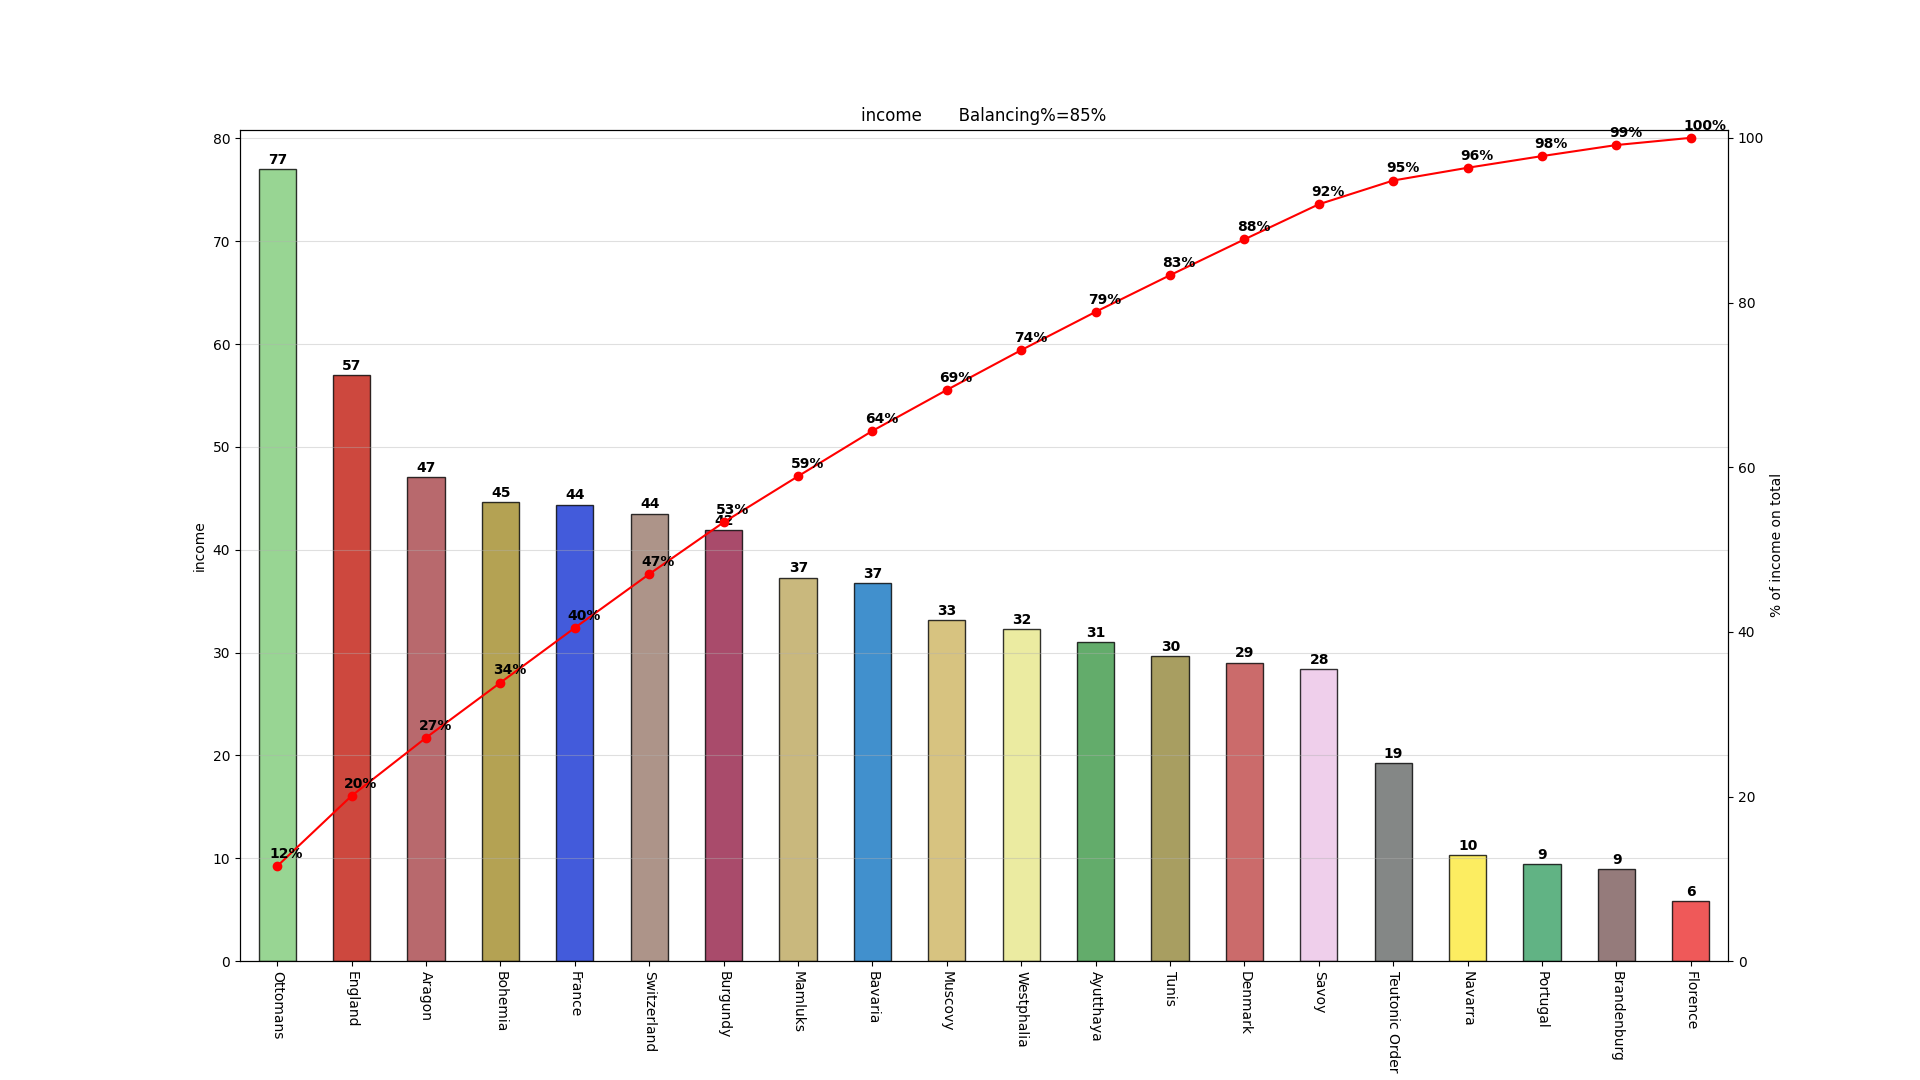 income       Balancing%=85%
80
70
60
50
40
30
20
10
0
income
77
57
47
45
44
44
42
37
37
33
32
31
30
29
28
19
10
9
9
6
12%
20%
27%
34%
40%
47%
53%
59%
64%
69%
74%
79%
83%
88%
92%
95%
96%
98%
99%
100%
100
80
60
40
20
0
% of income on total
Ottomans
England
Aragon
Bohemia
France
Switzerland
Burgundy
Mamluks
Bavaria
Muscovy
Westphalia
Ayutthaya
Tunis
Denmark
Savoy
Teutonic Order
Navarra
Portugal
Brandenburg
Florence